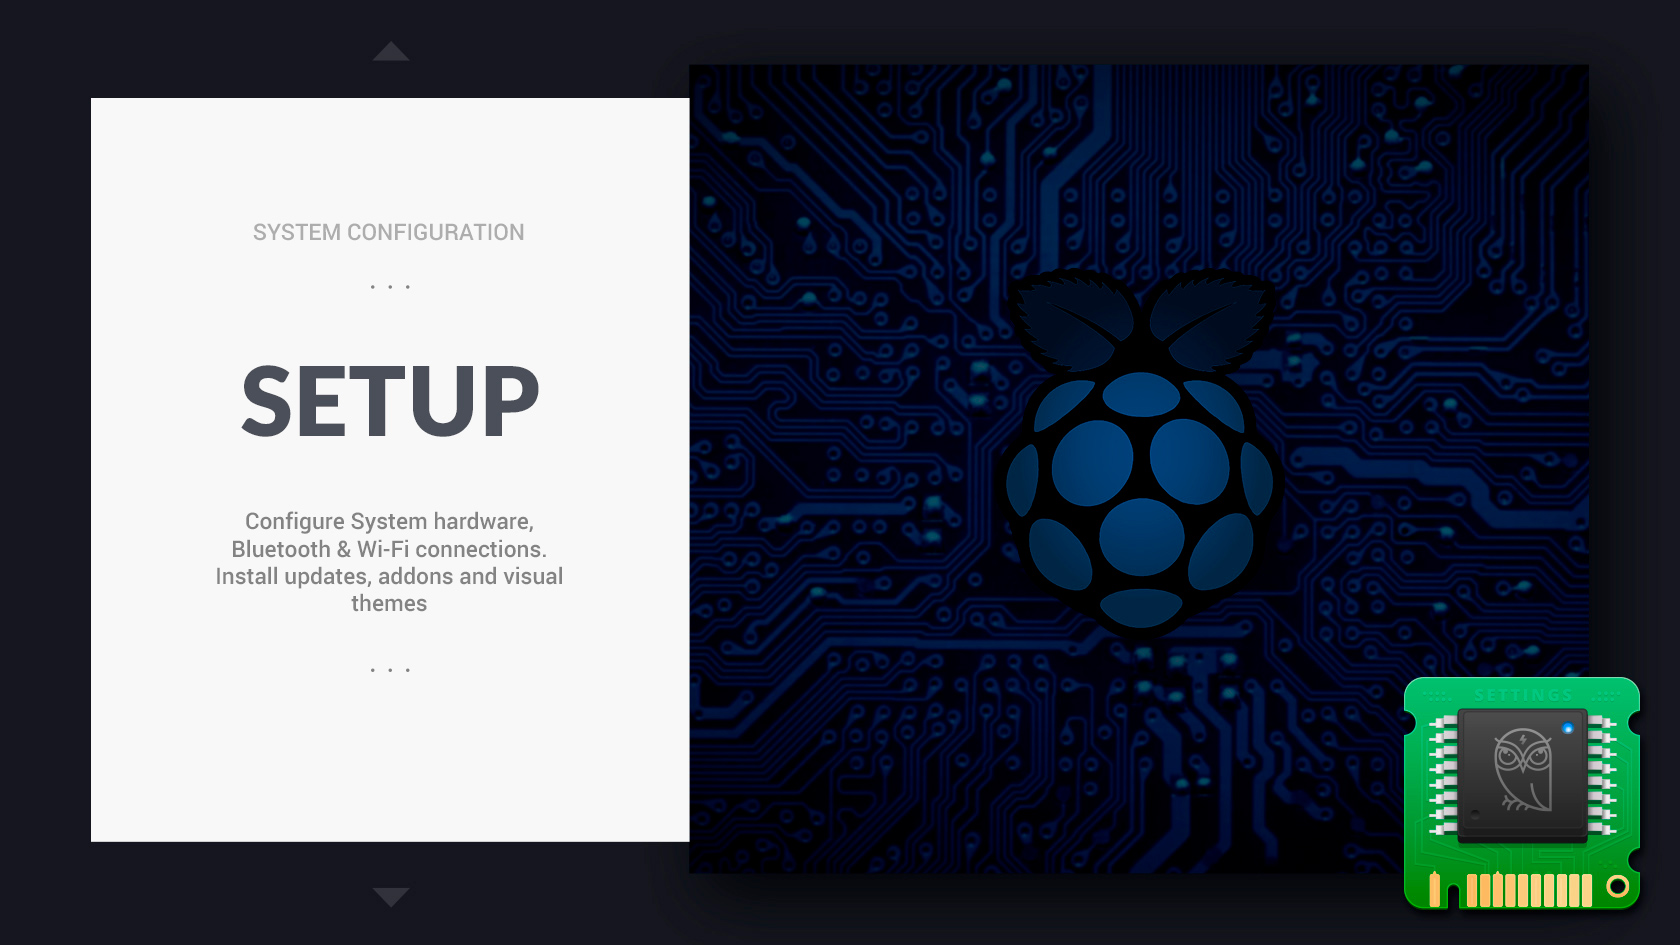 SYSTEM CONFIGURATION
. . .
SETUP
Configure System hardware,
Bluetooth & Wi-Fi connections.
Install updates, addons and visual
themes
. . .
SETTINGS